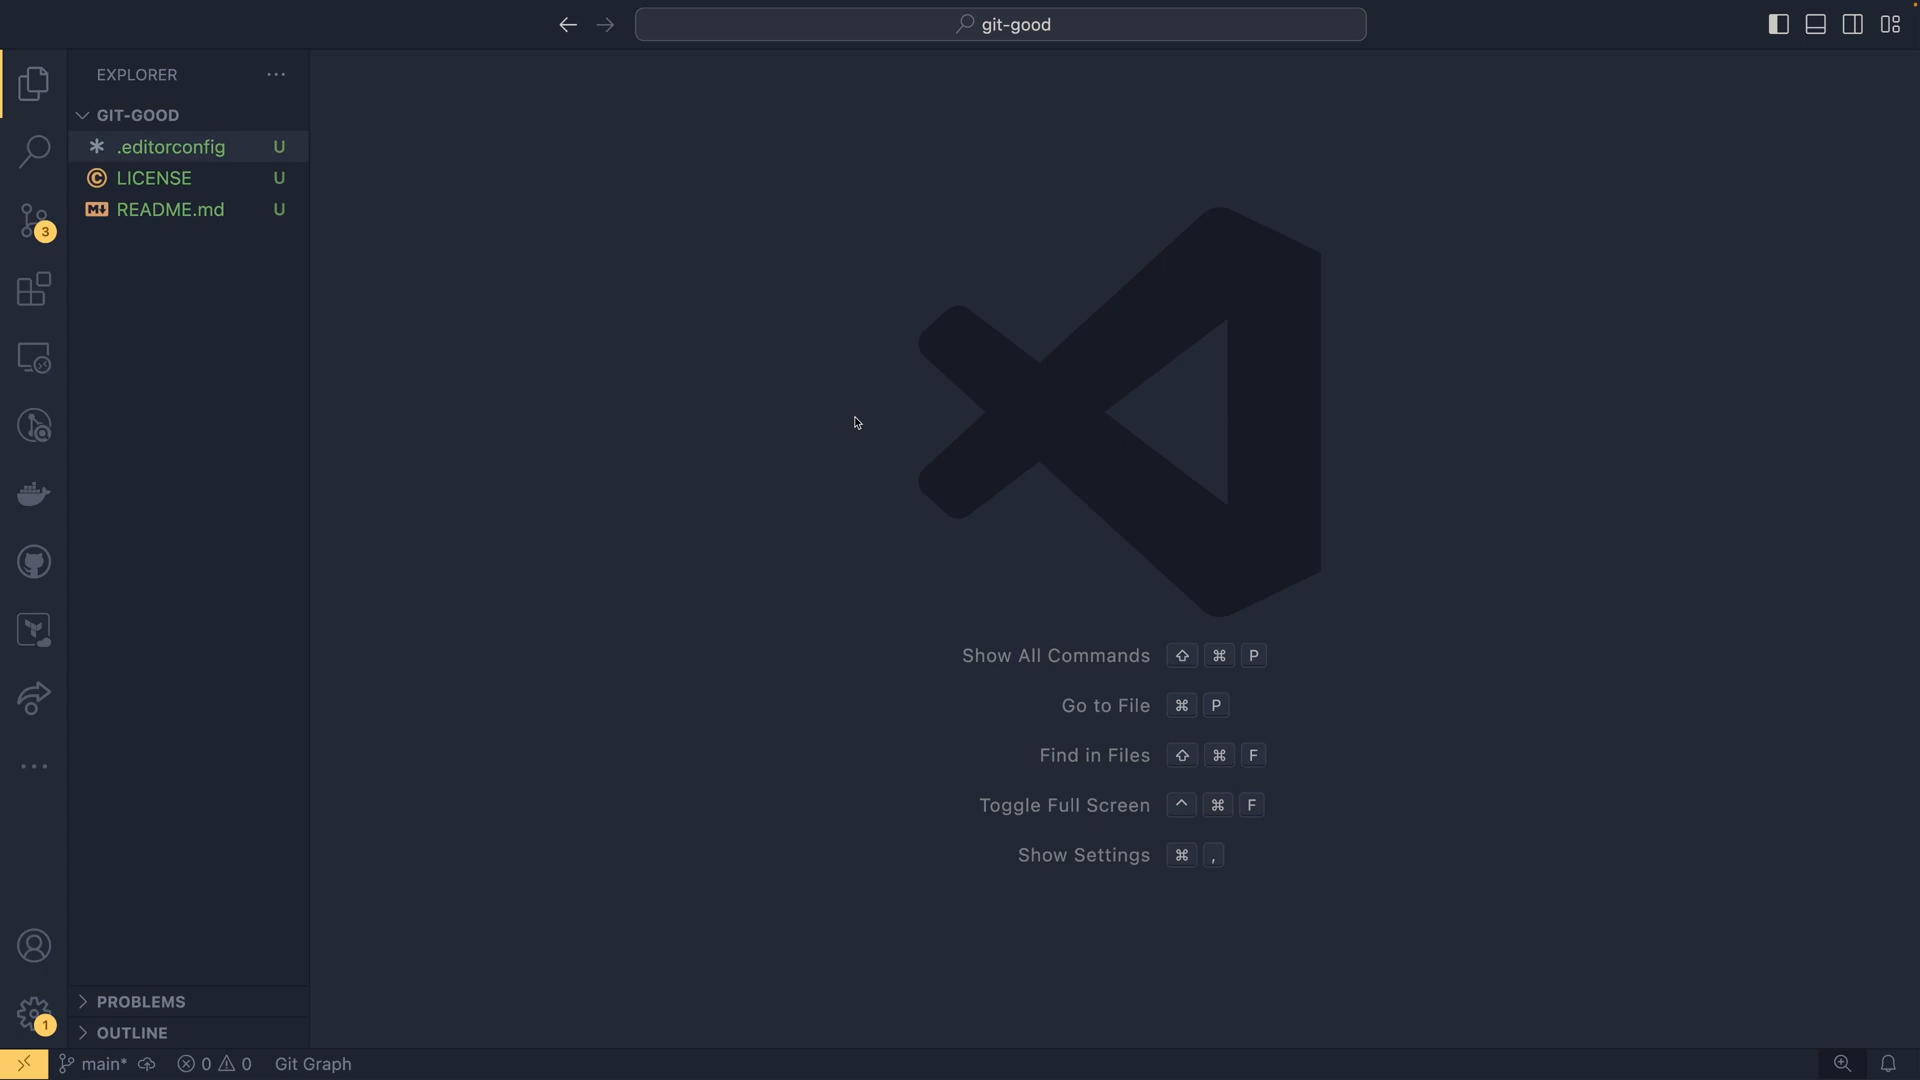 git-good
EXPLORER
GIT-GOOD
.editorconfig U
LICENSE U
README.md U
3
Show All Commands ⇧ ⌘ P
Go to File ⌘ P
Find in Files ⇧ ⌘ F
Toggle Full Screen ^ ⌘ F
Show Settings ⌘ ,
PROBLEMS
1
OUTLINE
main* 0 0 Git Graph